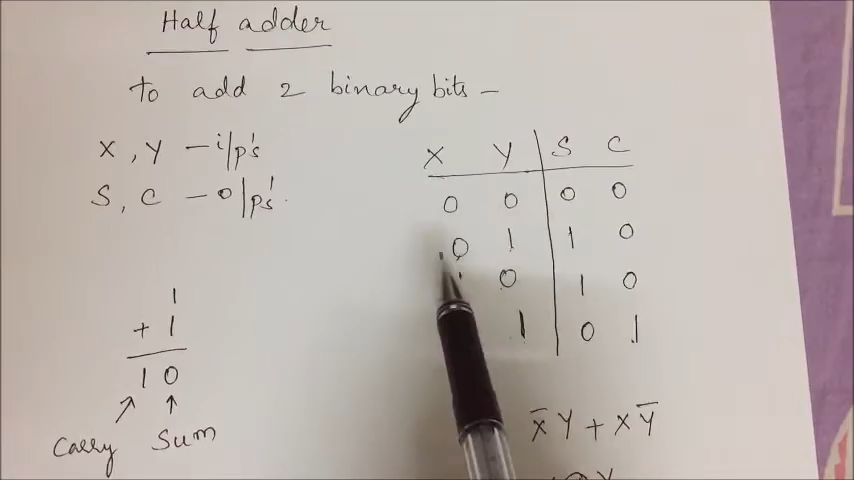 Half adder
to add 2 binary bits -
X, Y - i/p's
S, C - o/p's.
1
+ 1
1 0
Carry Sum
X Y S C
0 0 0 0
0 1 1 0
0 1 0
1 0 1
X̅ Y + X Y̅
Y